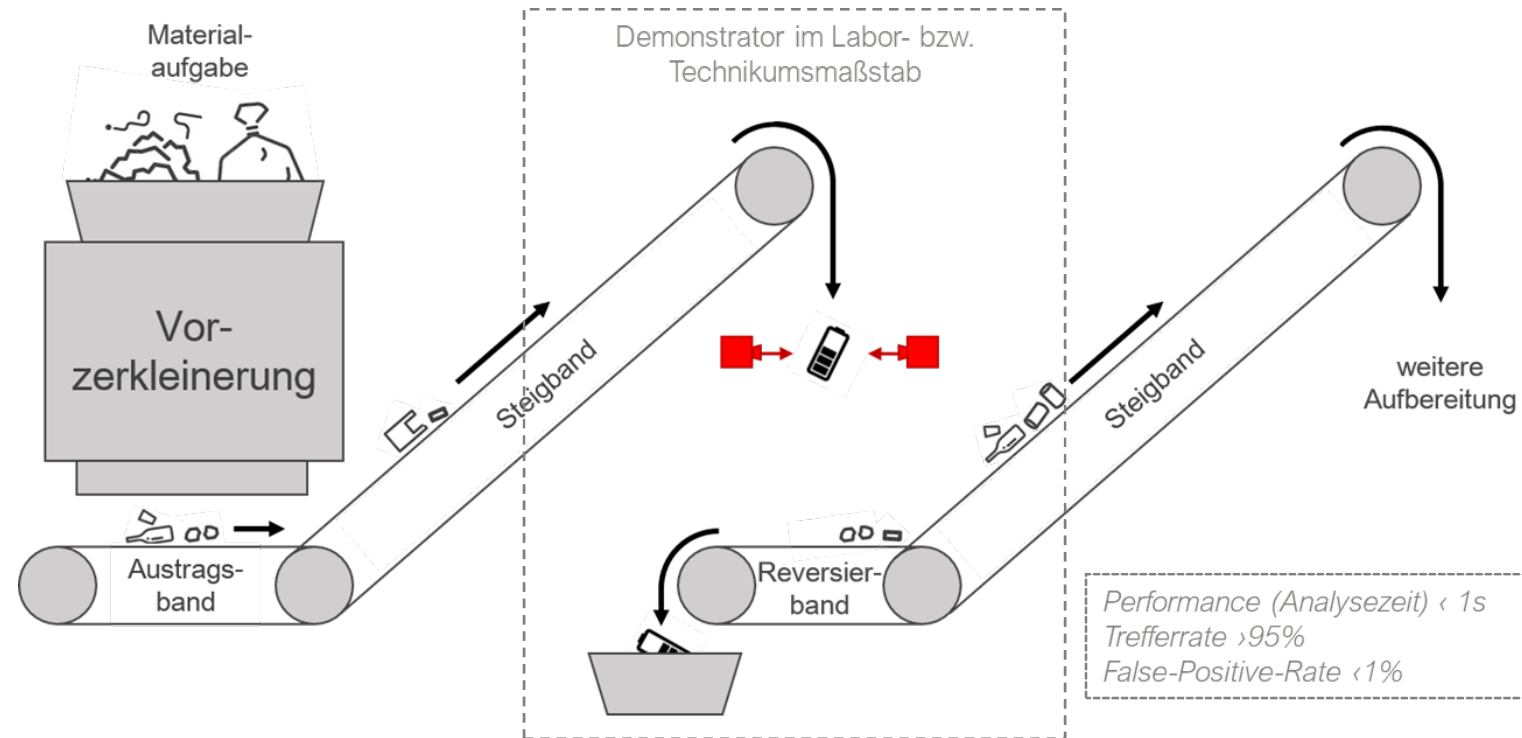 Material-
aufgabe
Vor-
zerkleinerung
Austrags-
band
Steigband
Demonstrator im Labor- bzw.
Technikumsmaßstab
Reversier-
band
Steigband
weitere
Aufbereitung
Performance (Analysezeit) ‹ 1s
Trefferrate ›95%
False-Positive-Rate ‹1%